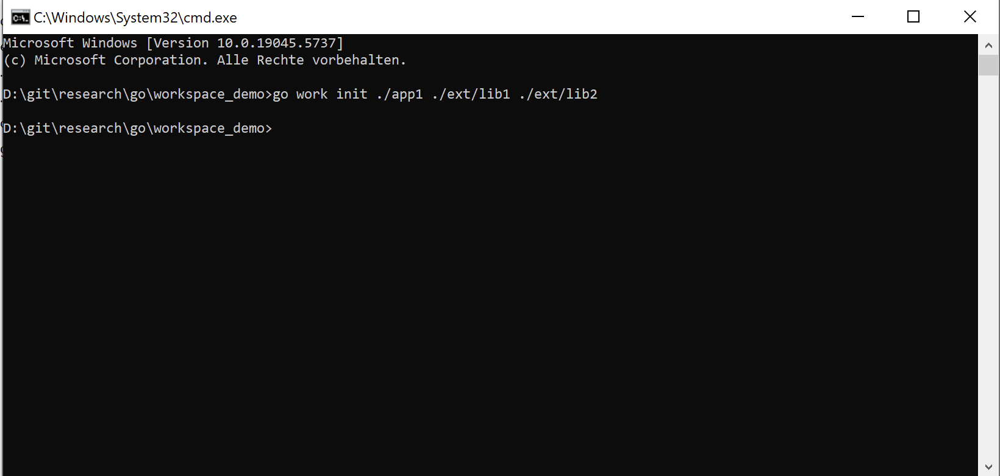 C:\Windows\System32\cmd.exe
Microsoft Windows [Version 10.0.19045.5737]
(c) Microsoft Corporation. Alle Rechte vorbehalten.
D:\git\research\go\workspace_demo>go work init ./app1 ./ext/lib1 ./ext/lib2
D:\git\research\go\workspace_demo>